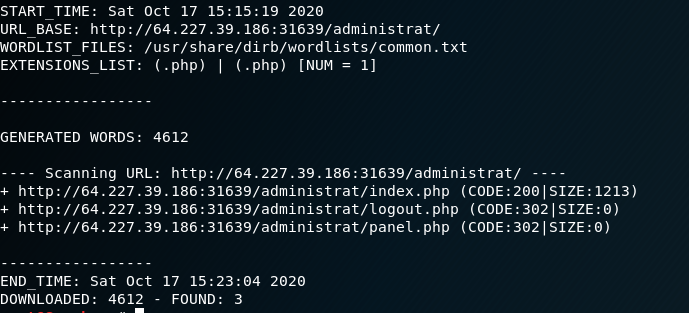 START_TIME: Sat Oct 17 15:15:19 2020
URL_BASE: http://64.227.39.186:31639/administrat/
WORDLIST_FILES: /usr/share/dirb/wordlists/common.txt
EXTENSIONS_LIST: (.php) | (.php) [NUM = 1]
-----------------
GENERATED WORDS: 4612
---- Scanning URL: http://64.227.39.186:31639/administrat/ ----
+ http://64.227.39.186:31639/administrat/index.php (CODE:200|SIZE:1213)
+ http://64.227.39.186:31639/administrat/logout.php (CODE:302|SIZE:0)
+ http://64.227.39.186:31639/administrat/panel.php (CODE:302|SIZE:0)
-----------------
END_TIME: Sat Oct 17 15:23:04 2020
DOWNLOADED: 4612 - FOUND: 3